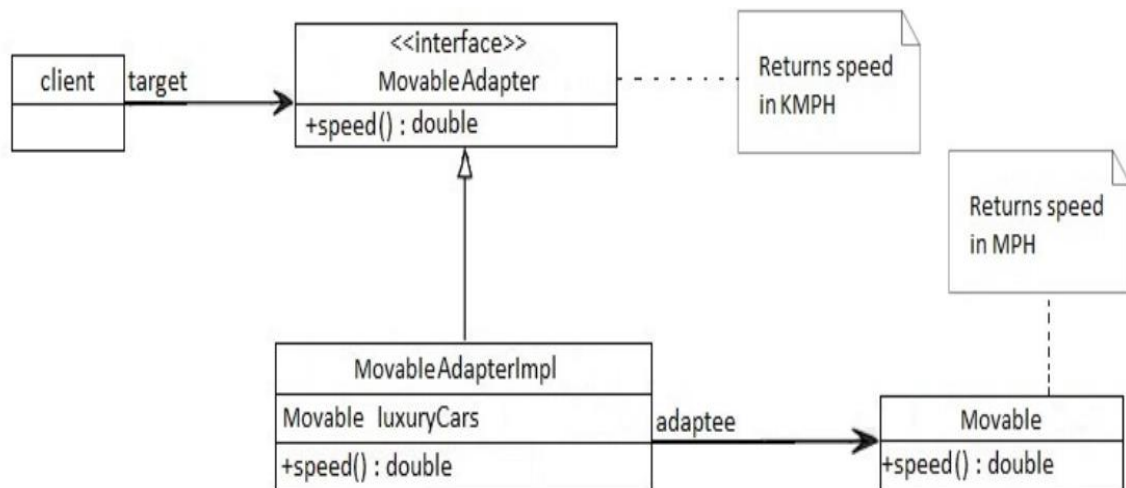 client
target
<<interface>>
MovableAdapter
+speed() : double
Returns speed
in KMPH
Returns speed
in MPH
MovableAdapterImpl
Movable luxuryCars
+speed() : double
adaptee
Movable
+speed() : double